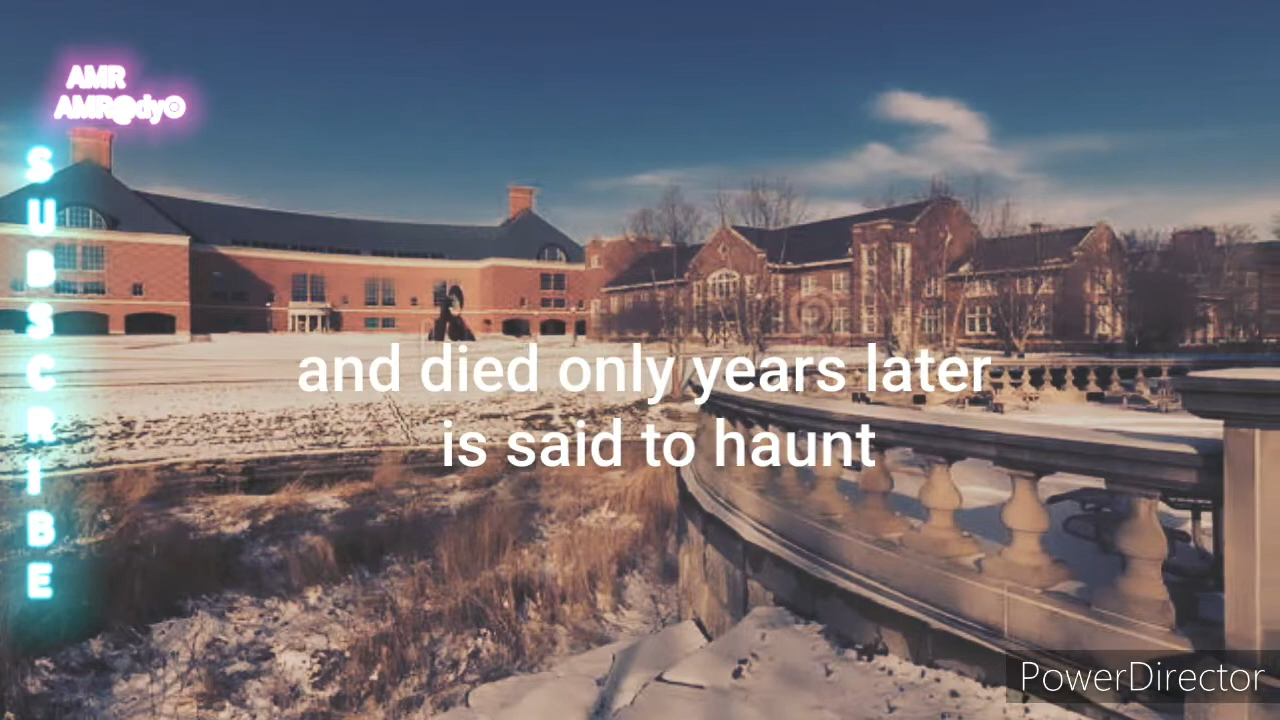 AMR
AMR@dy©
SUBSCRIBE
and died only years later
is said to haunt
PowerDirector